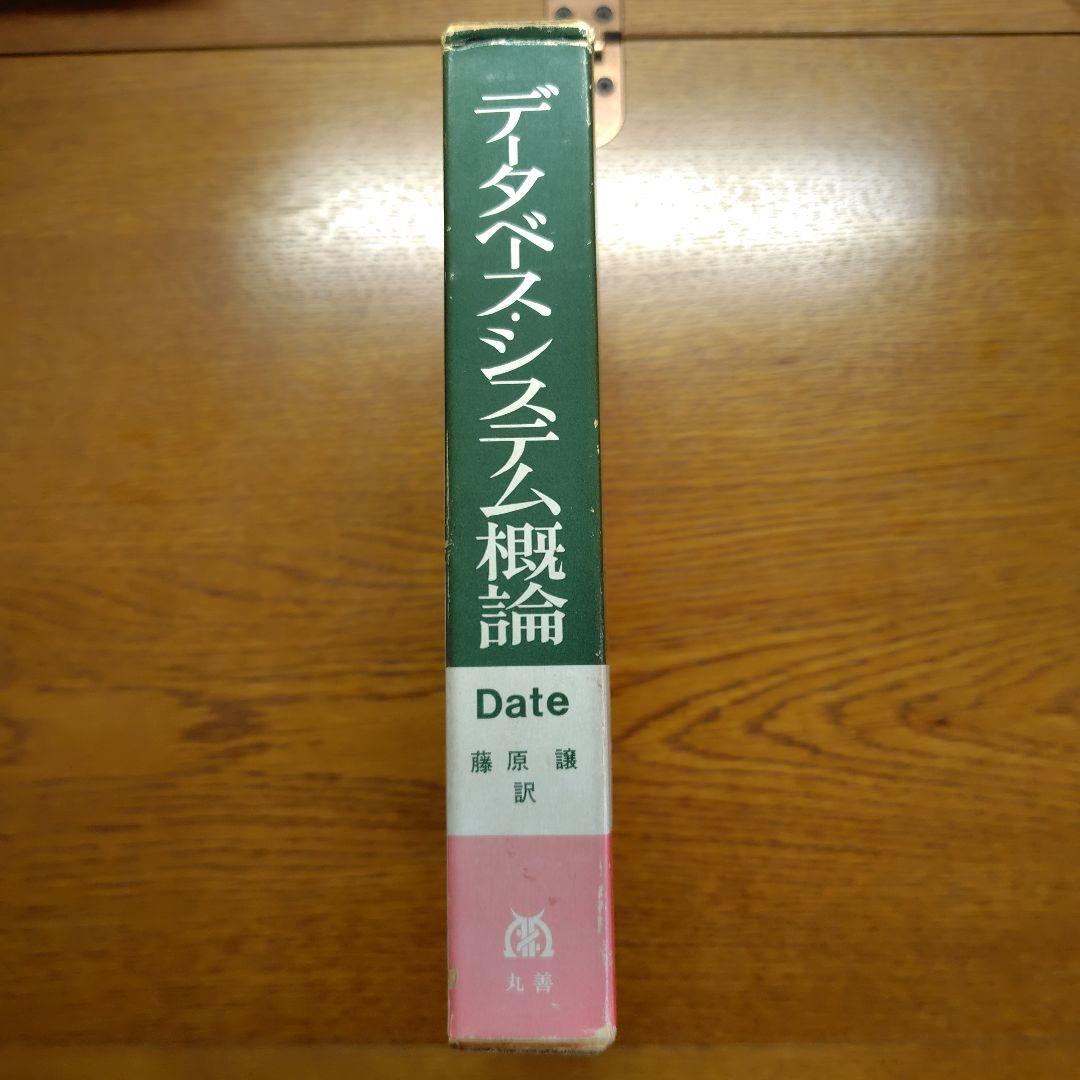 データベース・システム概論
Date
藤原 譲
訳
丸善